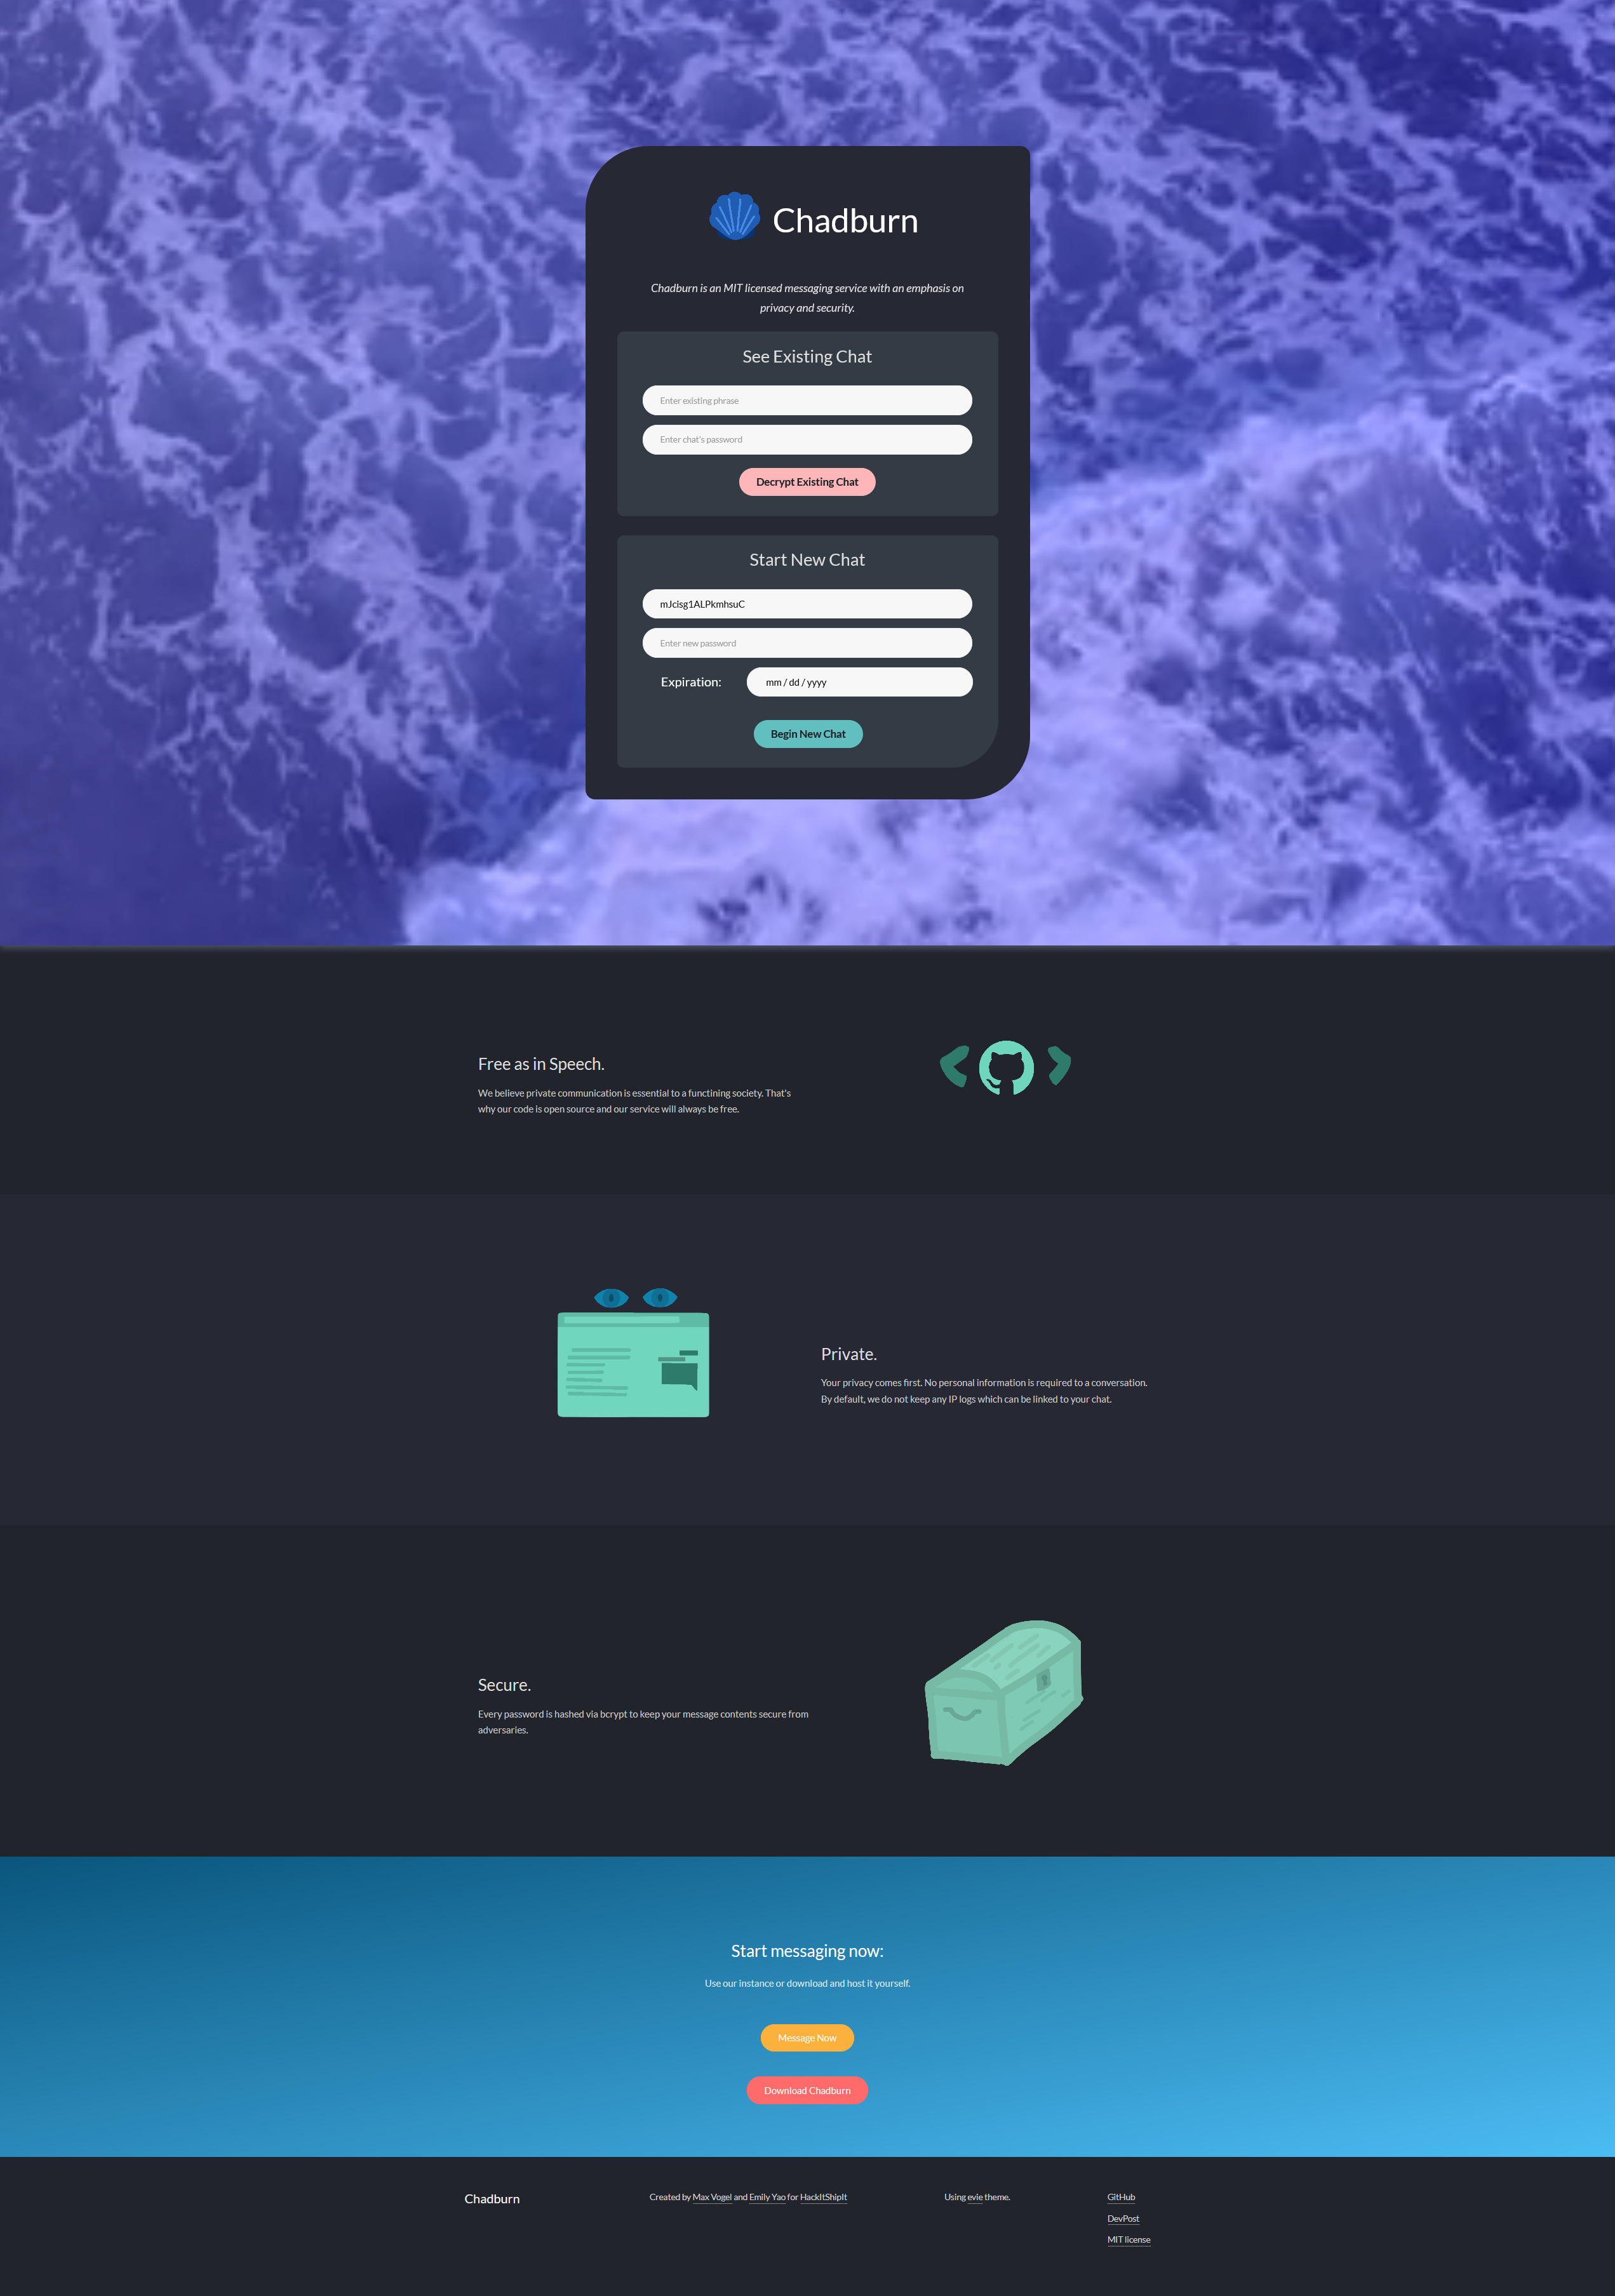 Chadburn
Chadburn is an MIT licensed messaging service with an emphasis on
privacy and security.
See Existing Chat
Enter existing phrase
Enter chat's password
Decrypt Existing Chat
Start New Chat
mJcisg1ALPkmhsuC
Enter new password
Expiration:
mm / dd / yyyy
Begin New Chat
Free as in Speech.
We believe private communication is essential to a functining society. That's
why our code is open source and our service will always be free.
Private.
Your privacy comes first. No personal information is required to a conversation.
By default, we do not keep any IP logs which can be linked to your chat.
Secure.
Every password is hashed via bcrypt to keep your message contents secure from
adversaries.
Start messaging now:
Use our instance or download and host it yourself.
Message Now
Download Chadburn
Chadburn
Created by Max Vogel and Emily Yao for HackItShipIt
Using evie theme.
GitHub
DevPost
MIT license